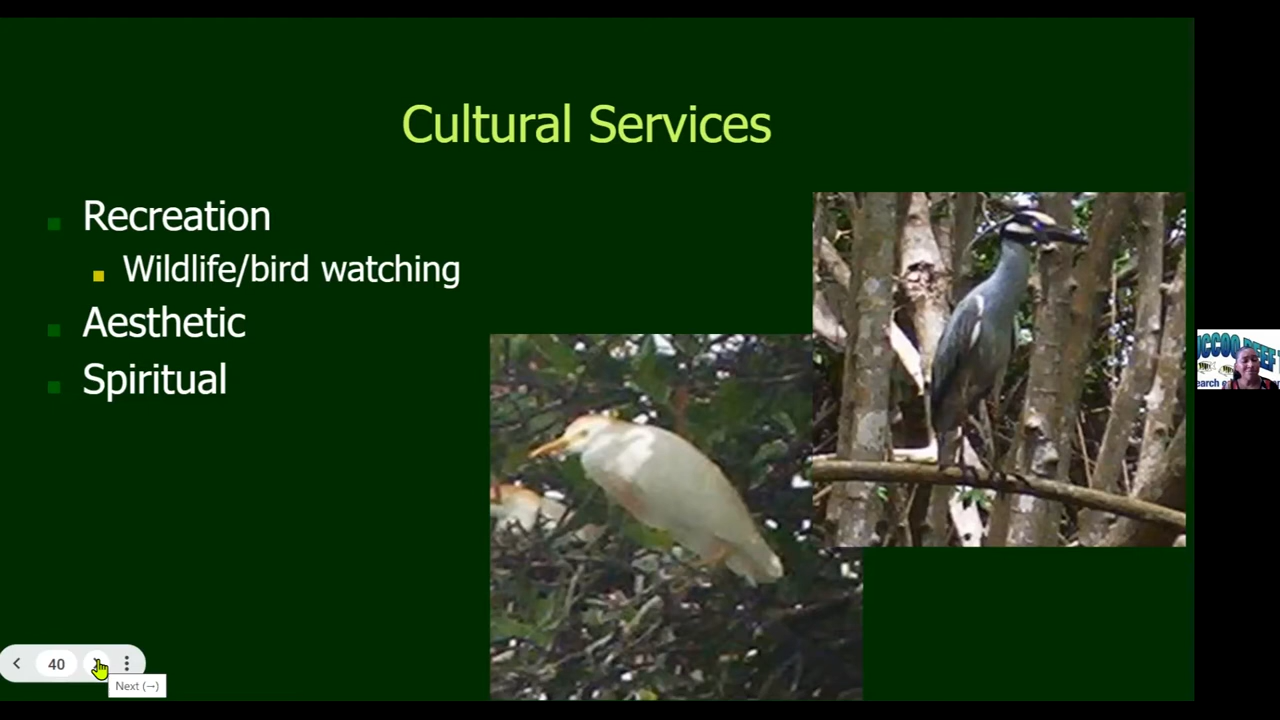 Cultural Services
Recreation
Wildlife/bird watching
Aesthetic
Spiritual
40
Next (→)